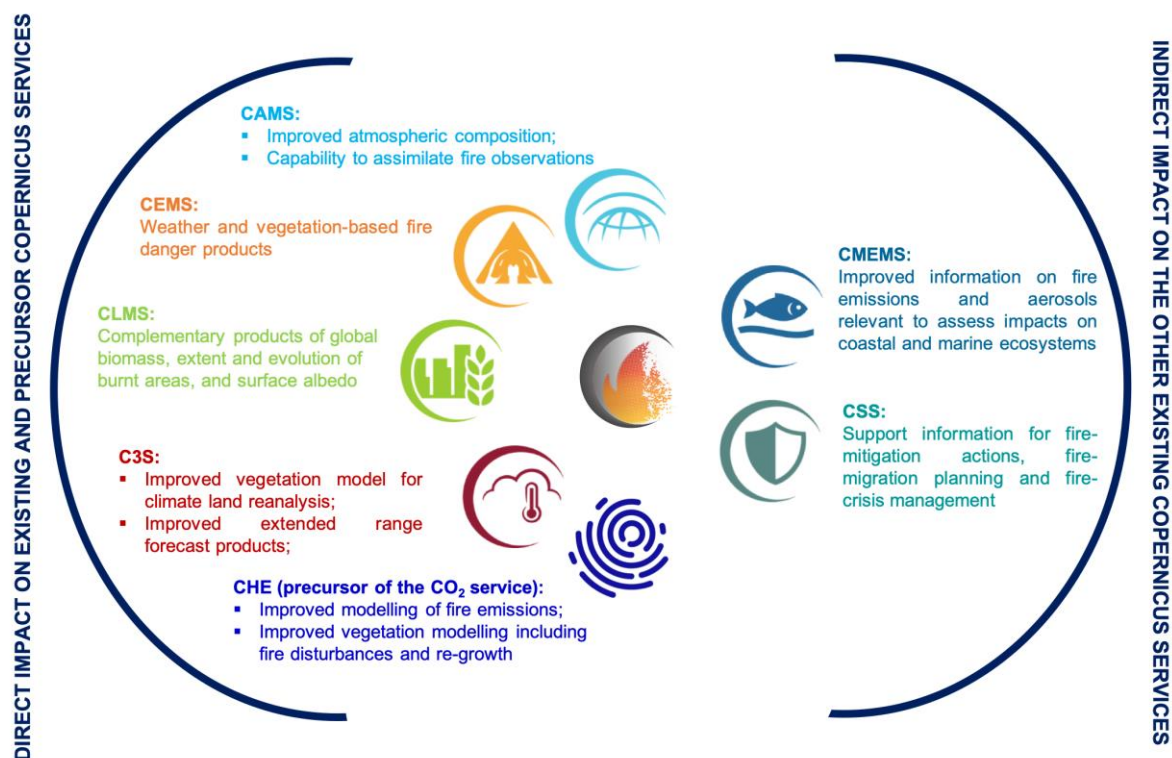 DIRECT IMPACT ON EXISTING AND PRECURSOR COPERNICUS SERVICES
CAMS:
▪ Improved atmospheric composition;
▪ Capability to assimilate fire observations
CEMS:
Weather and vegetation-based fire
danger products
CLMS:
Complementary products of global
biomass, extent and evolution of
burnt areas, and surface albedo
C3S:
▪ Improved vegetation model for
climate land reanalysis;
▪ Improved extended range
forecast products;
CHE (precursor of the CO₂ service):
▪ Improved modelling of fire emissions;
▪ Improved vegetation modelling including
fire disturbances and re-growth
CMEMS:
Improved information on fire
emissions and aerosols
relevant to assess impacts on
coastal and marine ecosystems
CSS:
Support information for fire-
mitigation actions, fire-
migration planning and fire-
crisis management
INDIRECT IMPACT ON THE OTHER EXISTING COPERNICUS SERVICES